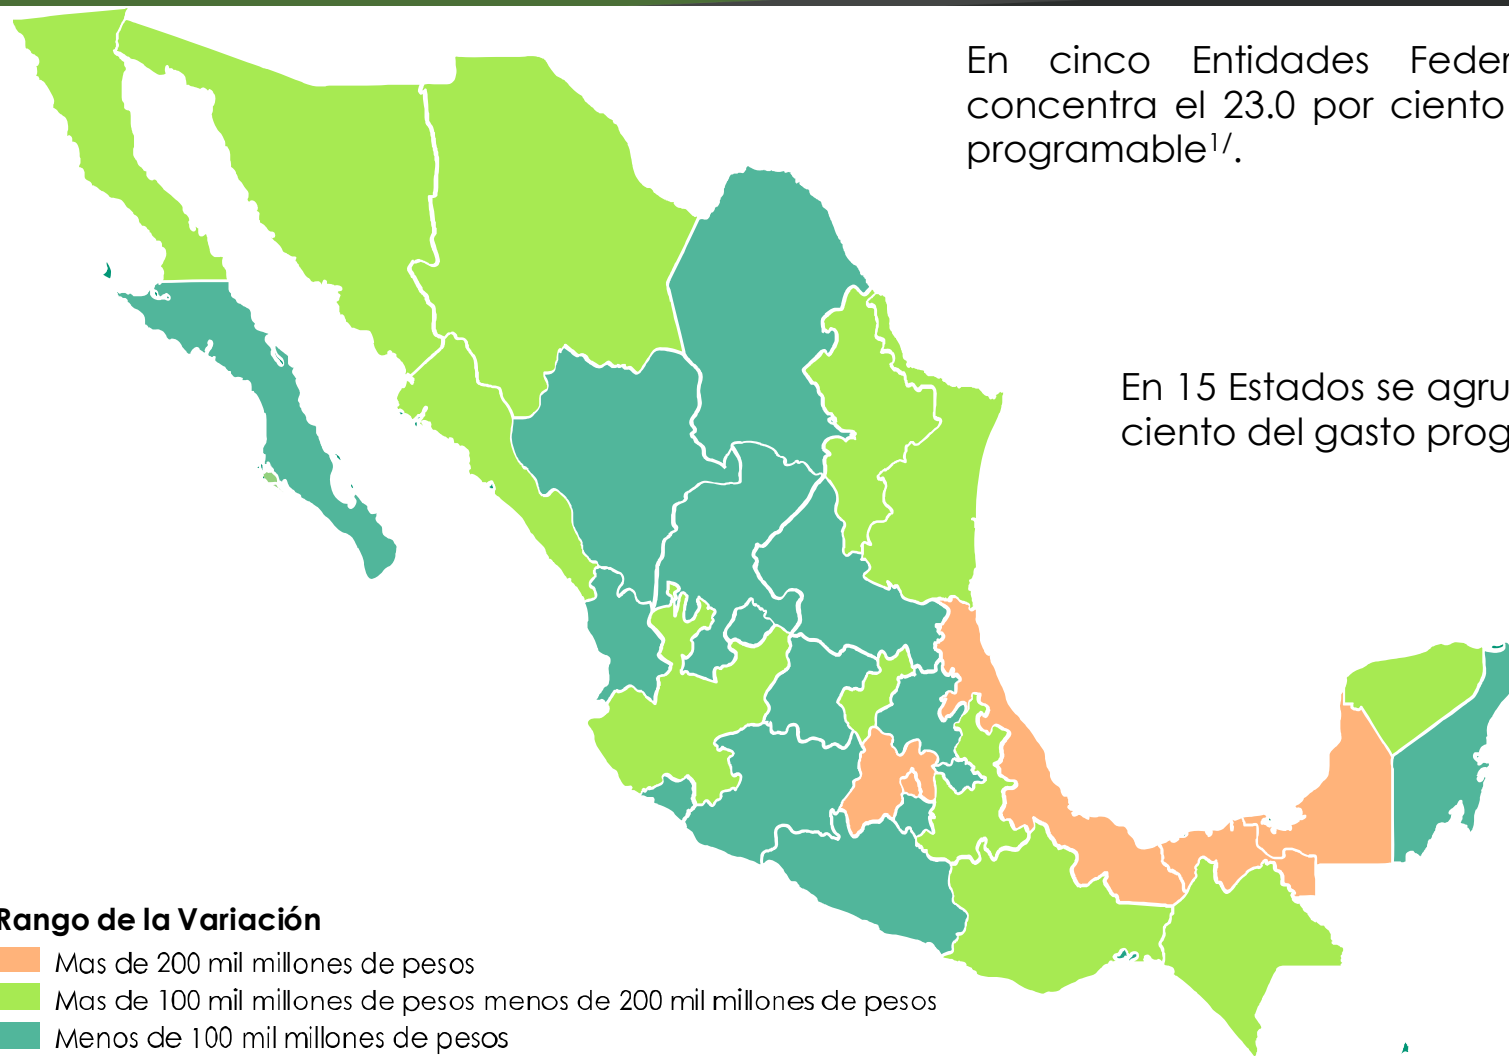 En cinco Entidades Feder
concentra el 23.0 por ciento
programable1/.
En 15 Estados se agru
ciento del gasto prog
Rango de la Variación
Mas de 200 mil millones de pesos
Mas de 100 mil millones de pesos menos de 200 mil millones de pesos
Menos de 100 mil millones de pesos